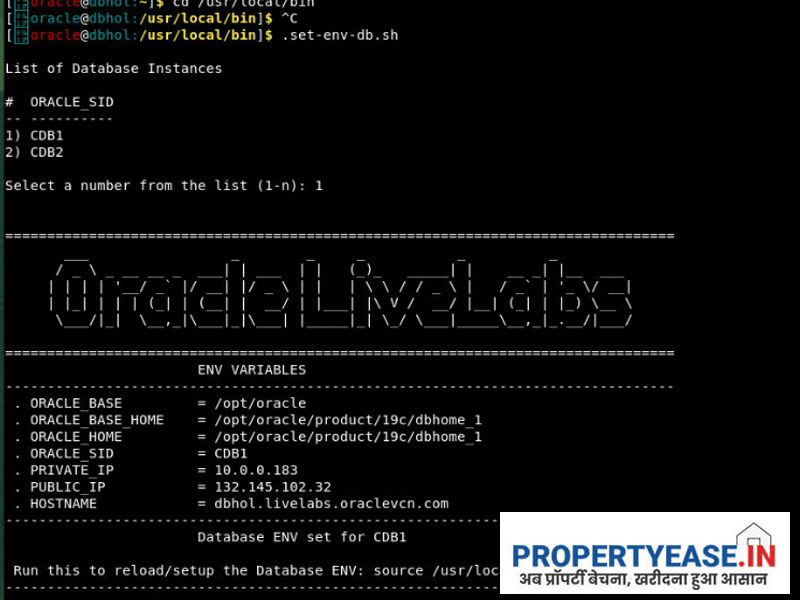 oracle@dbhol:~]$ cd /usr/local/bin
oracle@dbhol:/usr/local/bin]$ ^C
oracle@dbhol:/usr/local/bin]$ .set-env-db.sh
List of Database Instances
#  ORACLE_SID
-- ----------
1) CDB1
2) CDB2
Select a number from the list (1-n): 1
================================================================================
Oracle LiveLabs
================================================================================
ENV VARIABLES
--------------------------------------------------------------------------------
. ORACLE_BASE         = /opt/oracle
. ORACLE_BASE_HOME    = /opt/oracle/product/19c/dbhome_1
. ORACLE_HOME         = /opt/oracle/product/19c/dbhome_1
. ORACLE_SID          = CDB1
. PRIVATE_IP          = 10.0.0.183
. PUBLIC_IP           = 132.145.102.32
. HOSTNAME            = dbhol.livelabs.oraclevcn.com
--------------------------------------------------------------------------------
Database ENV set for CDB1
Run this to reload/setup the Database ENV: source /usr/loc
-----------------------------------------------------------
PROPERTYEASE.IN
अब प्रॉपर्टी बेचना, खरीदना हुआ आसान